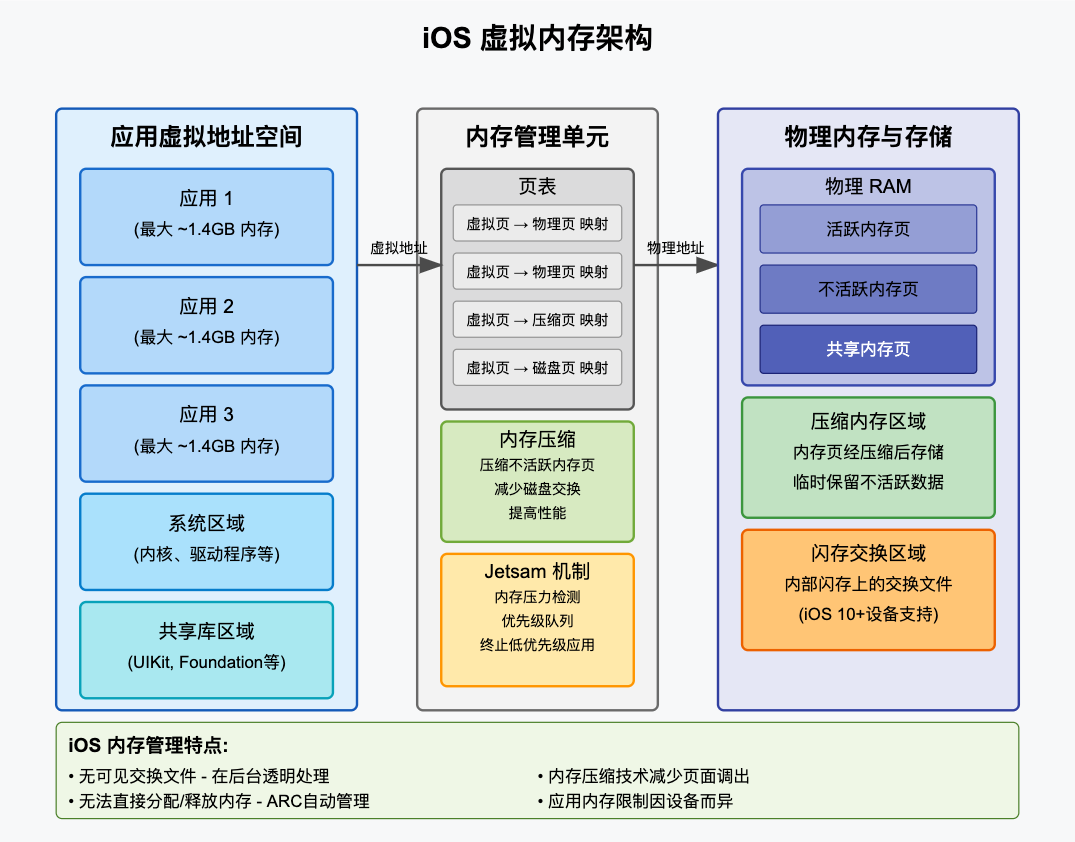 iOS 虚拟内存架构
应用虚拟地址空间
应用 1
(最大 ~1.4GB 内存)
应用 2
(最大 ~1.4GB 内存)
应用 3
(最大 ~1.4GB 内存)
系统区域
(内核、驱动程序等)
共享库区域
(UIKit, Foundation等)
虚拟地址
内存管理单元
页表
虚拟页 → 物理页 映射
虚拟页 → 物理页 映射
虚拟页 → 压缩页 映射
虚拟页 → 磁盘页 映射
内存压缩
压缩不活跃内存页
减少磁盘交换
提高性能
Jetsam 机制
内存压力检测
优先级队列
终止低优先级应用
物理地址
物理内存与存储
物理 RAM
活跃内存页
不活跃内存页
共享内存页
压缩内存区域
内存页经压缩后存储
临时保留不活跃数据
闪存交换区域
内部闪存上的交换文件
(iOS 10+设备支持)
iOS 内存管理特点:
• 无可见交换文件 - 在后台透明处理
• 无法直接分配/释放内存 - ARC自动管理
• 内存压缩技术减少页面调出
• 应用内存限制因设备而异